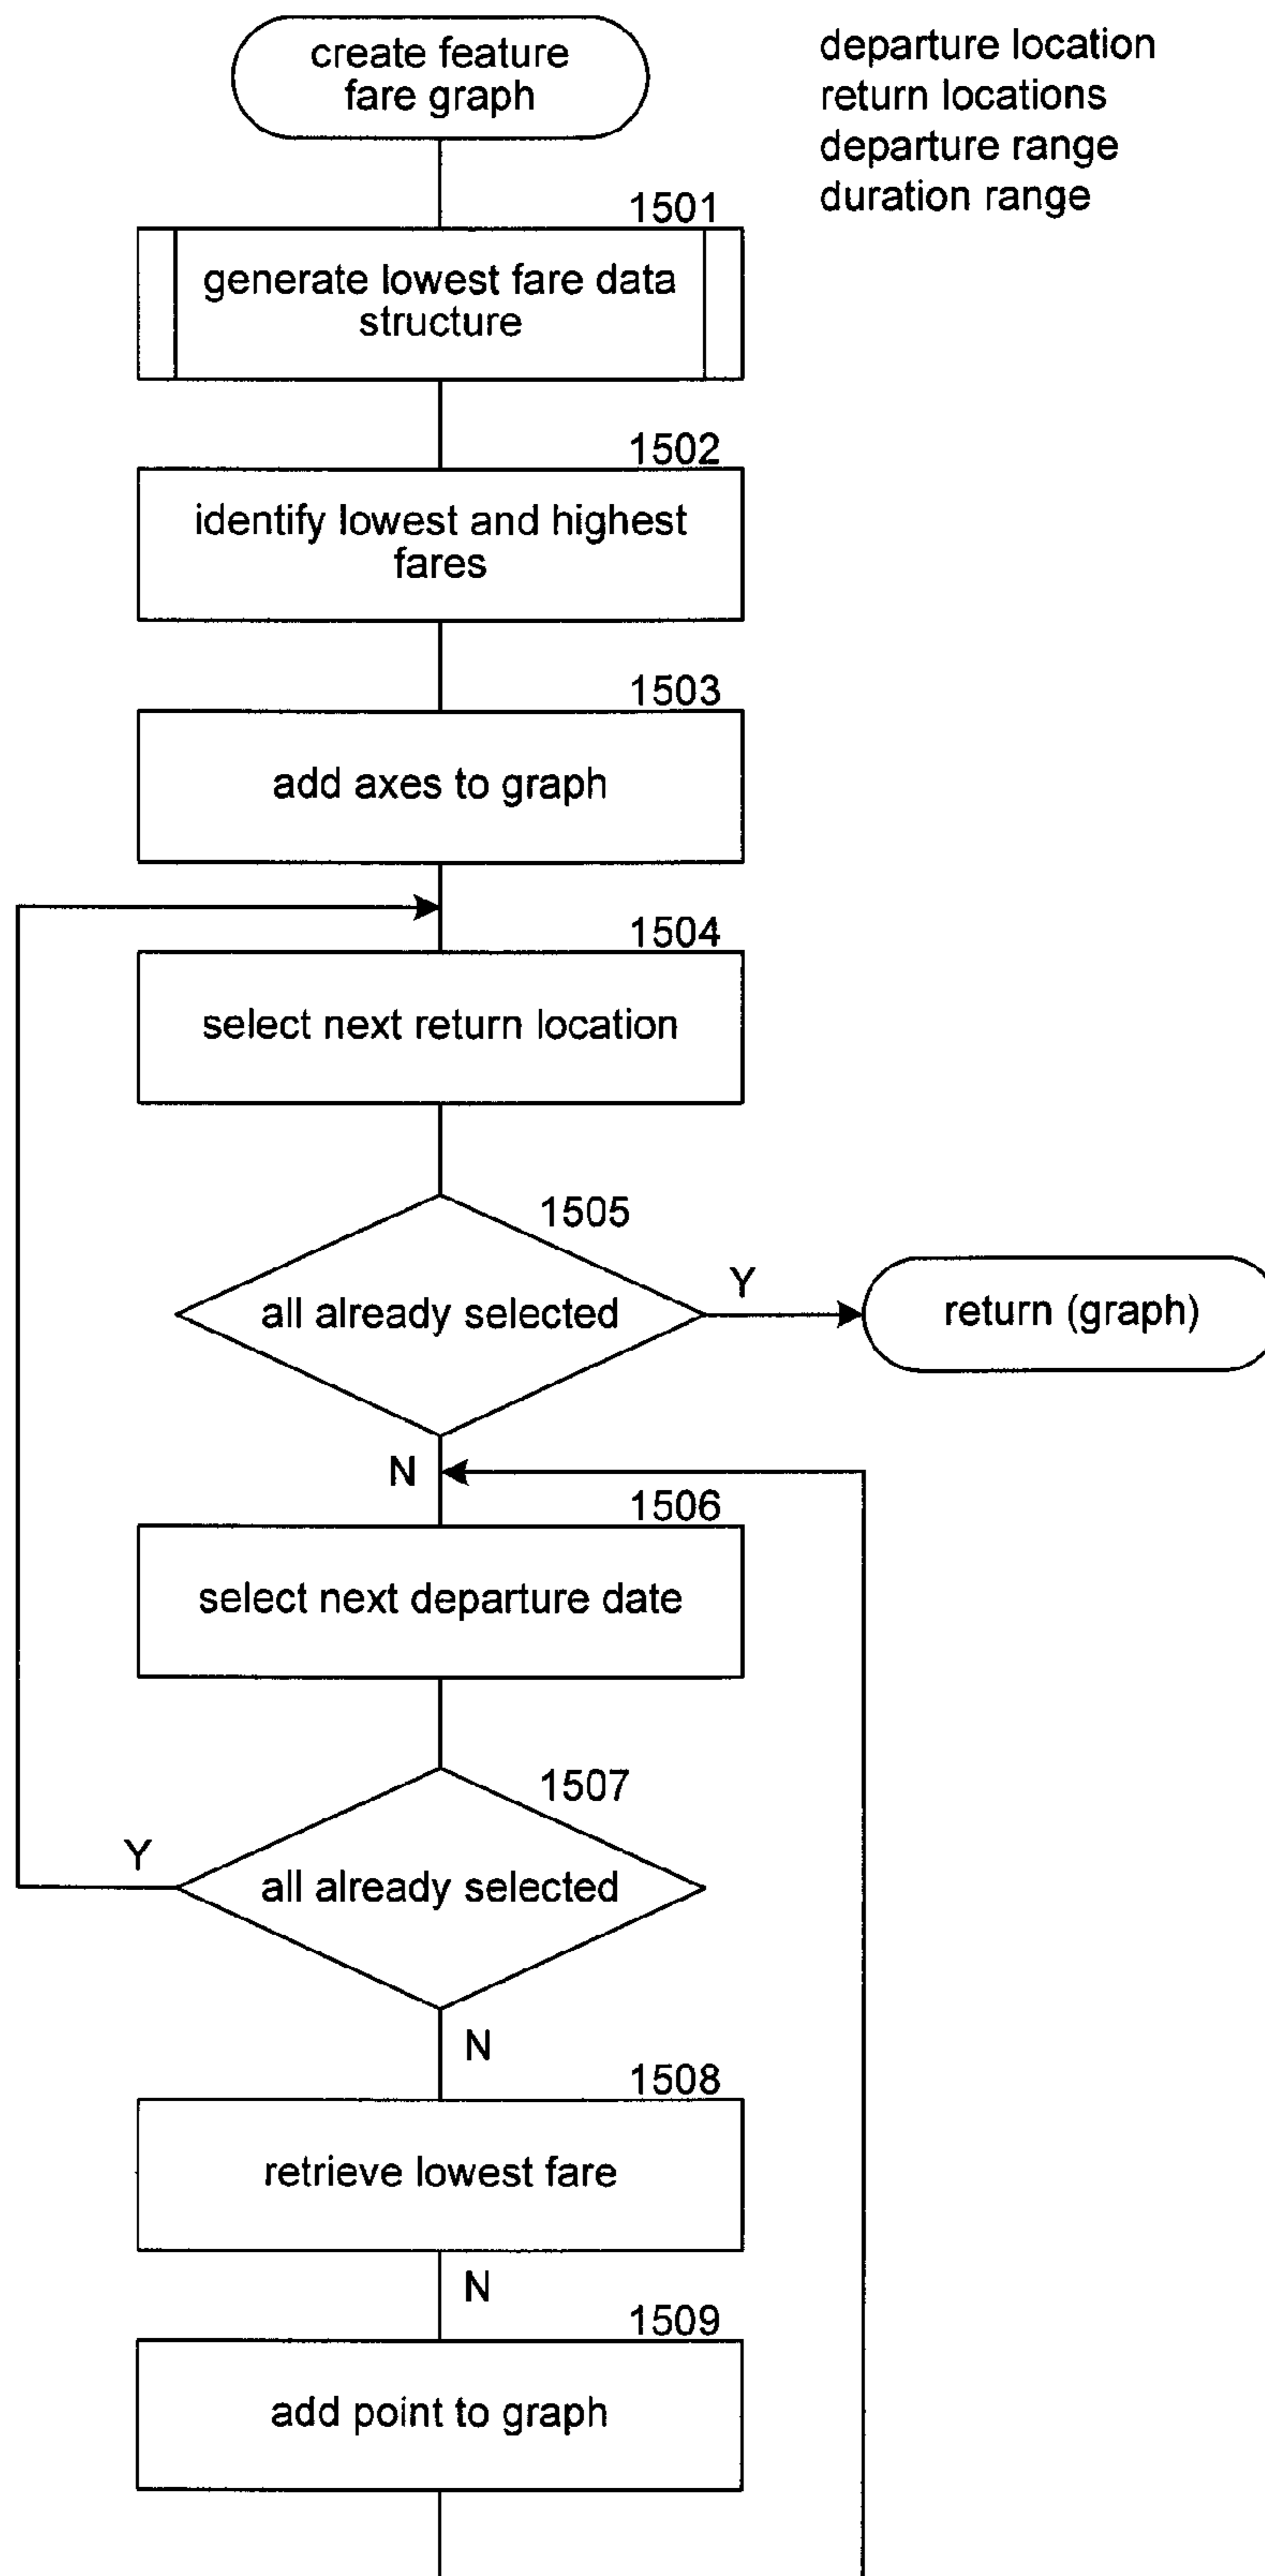 create feature
fare graph
departure location
return locations
departure range
duration range
1501
generate lowest fare data
structure
1502
identify lowest and highest
fares
1503
add axes to graph
1504
select next return location
1505
all already selected
Y
return (graph)
N
1506
select next departure date
1507
all already selected
Y
N
1508
retrieve lowest fare
N
1509
add point to graph